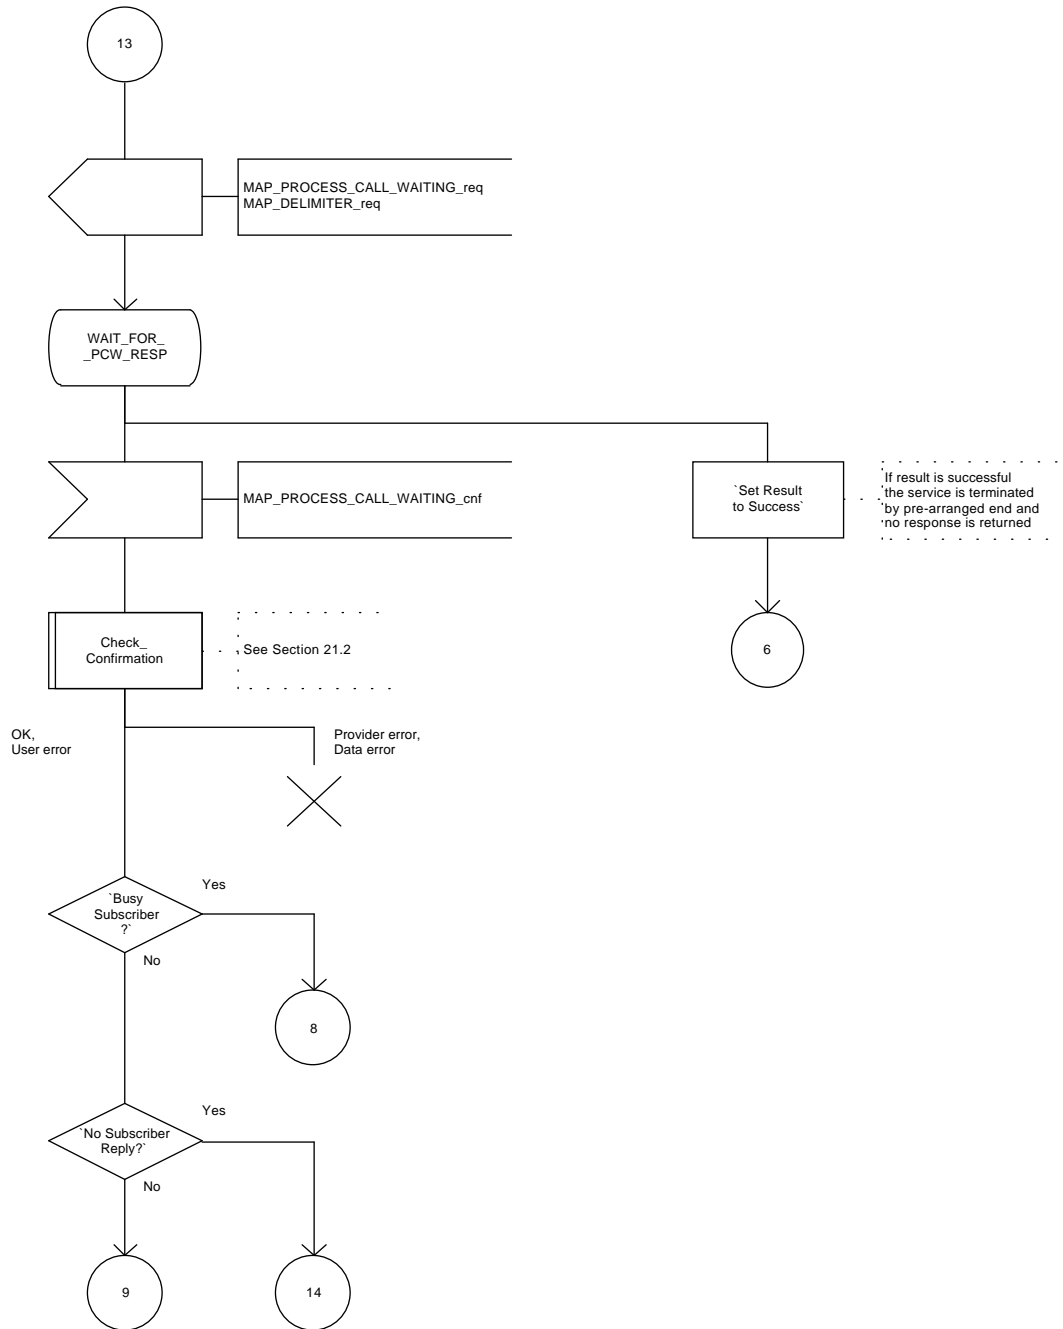 13
MAP_PROCESS_CALL_WAITING_req
MAP_DELIMITER_req
WAIT_FOR_
_PCW_RESP
MAP_PROCESS_CALL_WAITING_cnf
`Set Result
to Success`
If result is successful
the service is terminated
by pre-arranged end and
no response is returned
Check_
Confirmation
See Section 21.2
6
OK,
User error
Provider error,
Data error
`Busy
Subscriber
?`
Yes
No
8
`No Subscriber
Reply?`
Yes
No
9
14